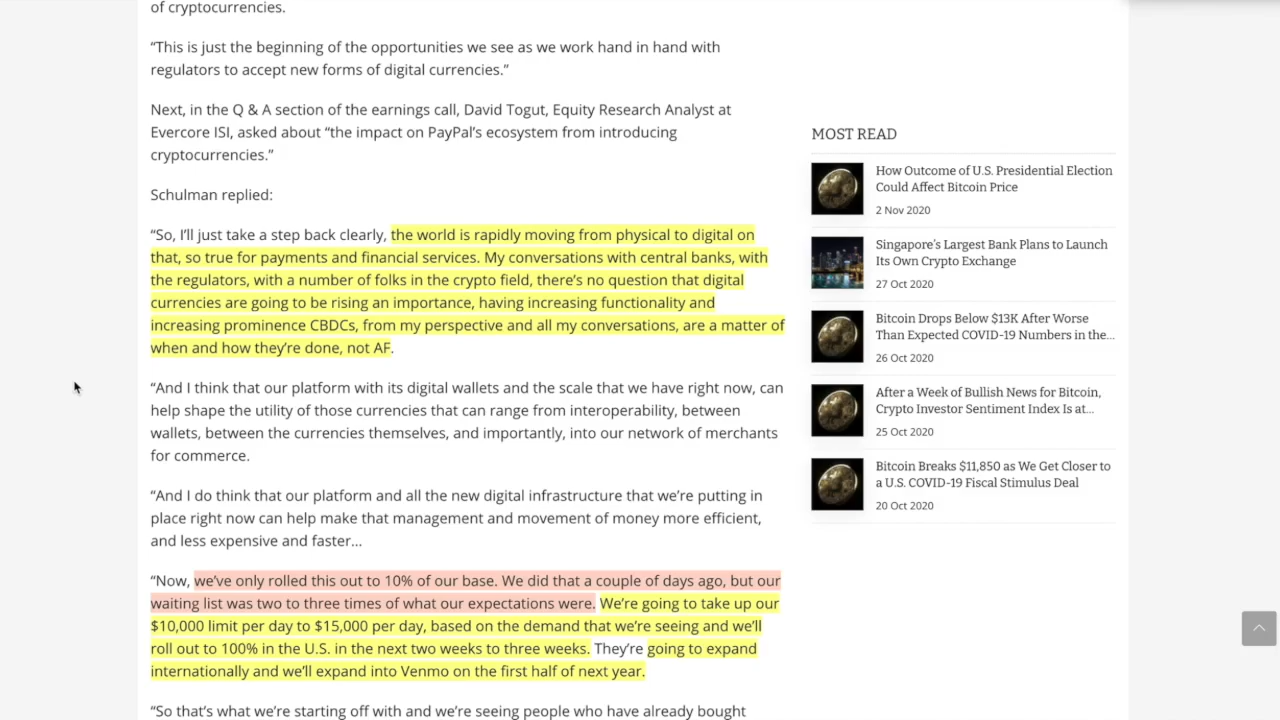 of cryptocurrencies.
“This is just the beginning of the opportunities we see as we work hand in hand with
regulators to accept new forms of digital currencies.”
Next, in the Q & A section of the earnings call, David Togut, Equity Research Analyst at
Evercore ISI, asked about “the impact on PayPal’s ecosystem from introducing
cryptocurrencies.”
Schulman replied:
“So, I’ll just take a step back clearly, the world is rapidly moving from physical to digital on
that, so true for payments and financial services. My conversations with central banks, with
the regulators, with a number of folks in the crypto field, there’s no question that digital
currencies are going to be rising an importance, having increasing functionality and
increasing prominence CBDCs, from my perspective and all my conversations, are a matter of
when and how they’re done, not AF.
“And I think that our platform with its digital wallets and the scale that we have right now, can
help shape the utility of those currencies that can range from interoperability, between
wallets, between the currencies themselves, and importantly, into our network of merchants
for commerce.
“And I do think that our platform and all the new digital infrastructure that we’re putting in
place right now can help make that management and movement of money more efficient,
and less expensive and faster…
“Now, we’ve only rolled this out to 10% of our base. We did that a couple of days ago, but our
waiting list was two to three times of what our expectations were. We’re going to take up our
$10,000 limit per day to $15,000 per day, based on the demand that we’re seeing and we’ll
roll out to 100% in the U.S. in the next two weeks to three weeks. They’re going to expand
internationally and we’ll expand into Venmo on the first half of next year.
“So that’s what we’re starting off with and we’re seeing people who have already bought
MOST READ
How Outcome of U.S. Presidential Election
Could Affect Bitcoin Price
2 Nov 2020
Singapore’s Largest Bank Plans to Launch
Its Own Crypto Exchange
27 Oct 2020
Bitcoin Drops Below $13K After Worse
Than Expected COVID-19 Numbers in the...
26 Oct 2020
After a Week of Bullish News for Bitcoin,
Crypto Investor Sentiment Index Is at...
25 Oct 2020
Bitcoin Breaks $11,850 as We Get Closer to
a U.S. COVID-19 Fiscal Stimulus Deal
20 Oct 2020